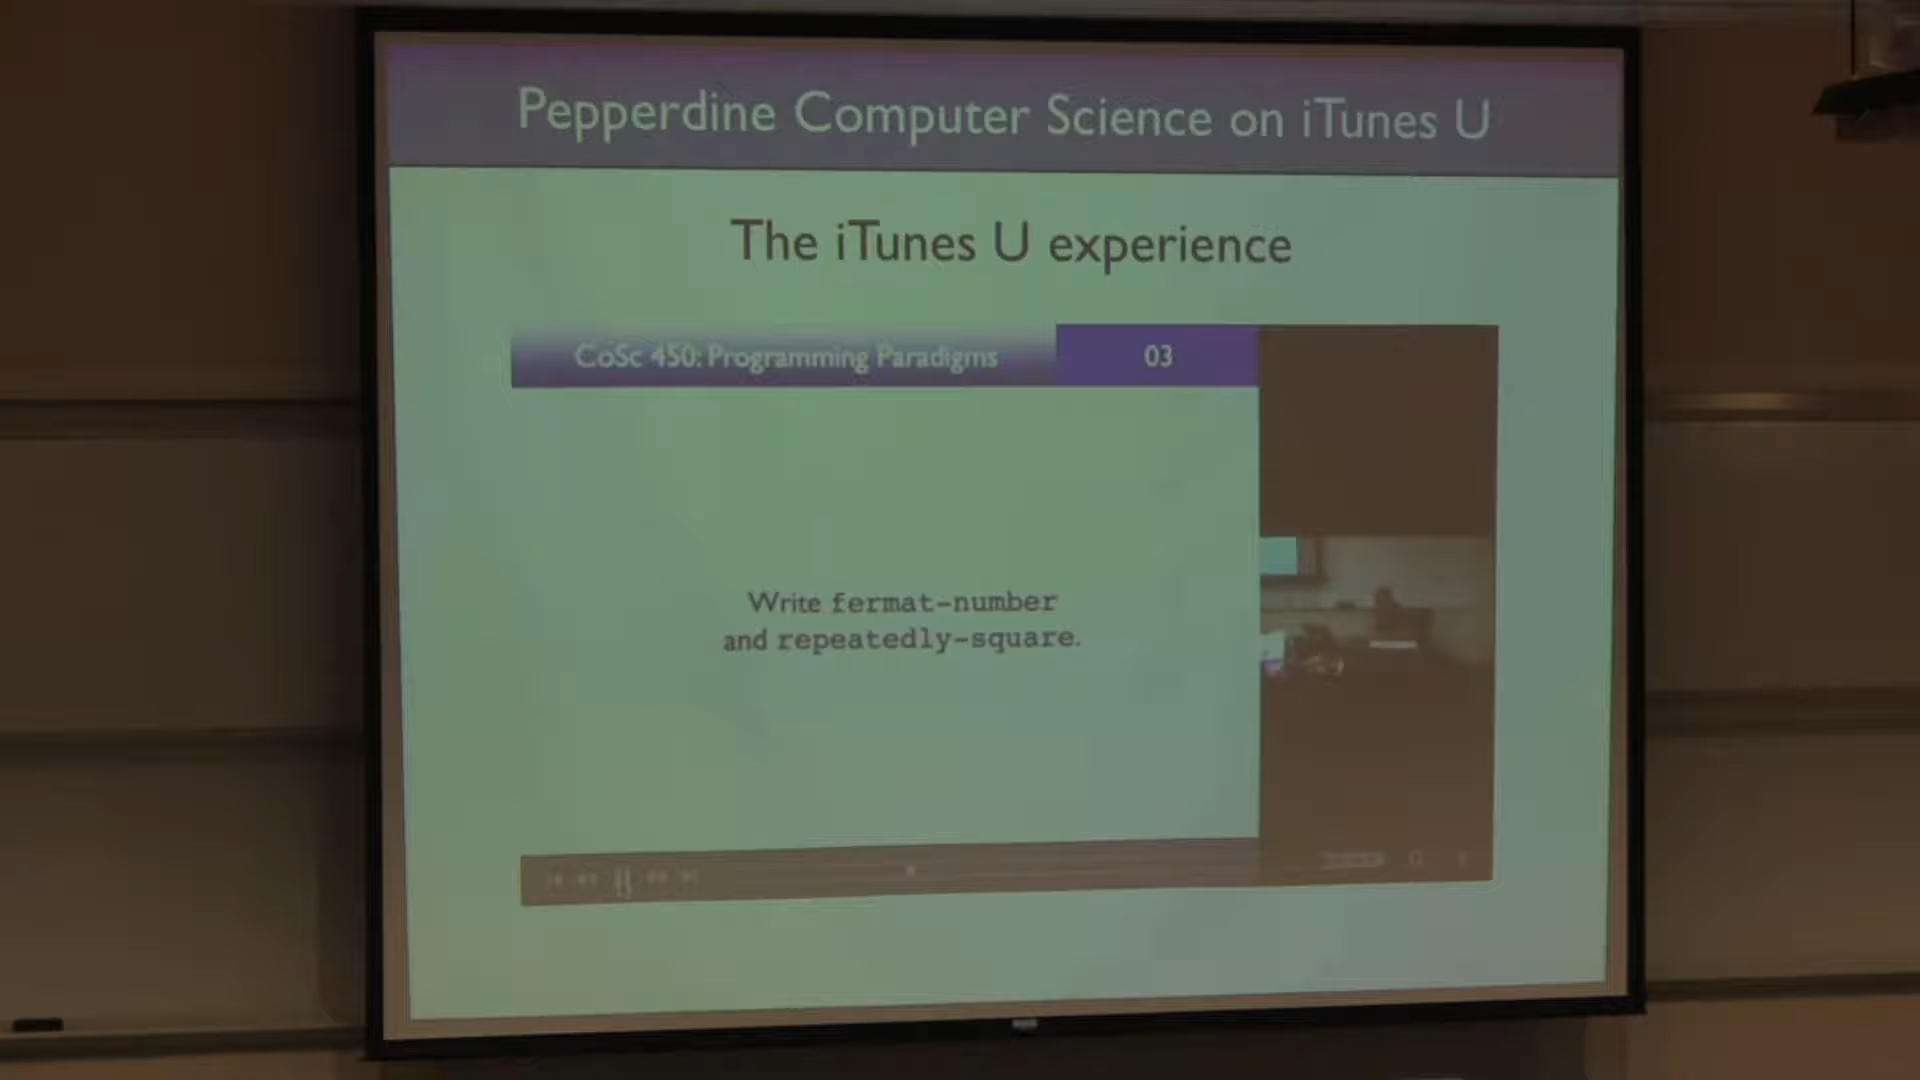 Pepperdine Computer Science on iTunes U
The iTunes U experience
CoSc 450: Programming Paradigms 03
Write fermat-number
and repeatedly-square.